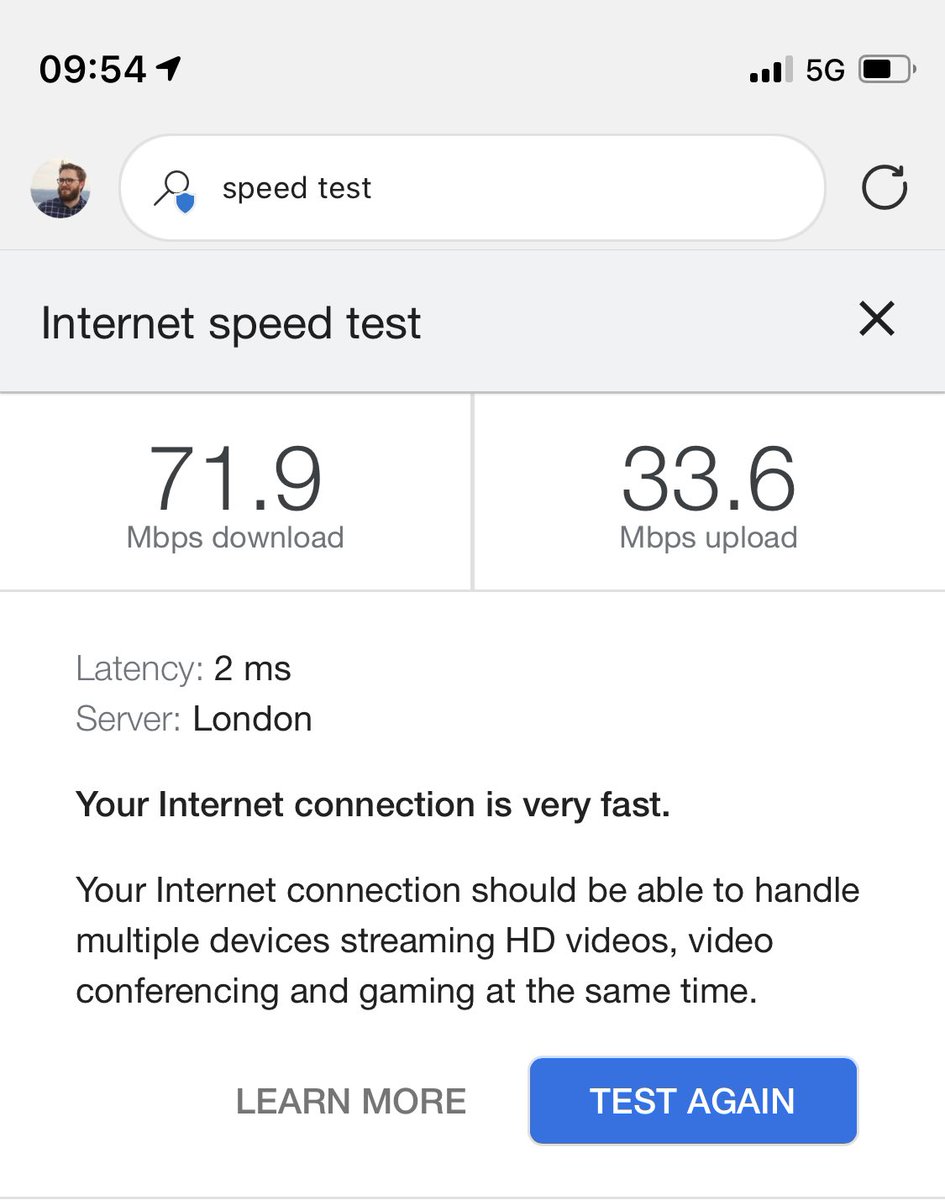 09:54 5G
speed test
Internet speed test
71.9 33.6
Mbps download Mbps upload
Latency: 2 ms
Server: London
Your Internet connection is very fast.
Your Internet connection should be able to handle
multiple devices streaming HD videos, video
conferencing and gaming at the same time.
LEARN MORE TEST AGAIN